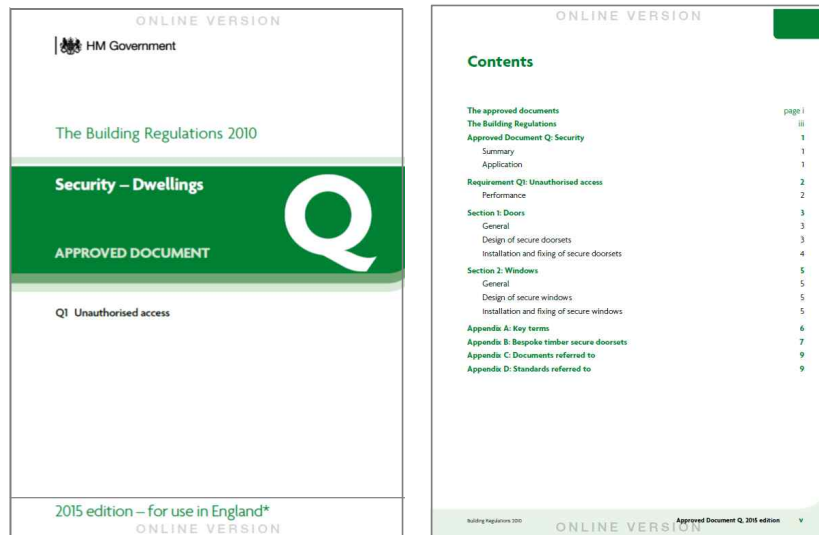 ONLINE VERSION
HM Government
The Building Regulations 2010
Security – Dwellings
Q
APPROVED DOCUMENT
Q1 Unauthorised access
2015 edition – for use in England*
ONLINE VERSION
ONLINE VERSION
Contents
The approved documents page i
The Building Regulations iii
Approved Document Q: Security 1
Summary 1
Application 1
Requirement Q1: Unauthorised access 2
Performance 2
Section 1: Doors 3
General 3
Design of secure doorsets 3
Installation and fixing of secure doorsets 4
Section 2: Windows 5
General 5
Design of secure windows 5
Installation and fixing of secure windows 5
Appendix A: Key terms 6
Appendix B: Bespoke timber secure doorsets 7
Appendix C: Documents referred to 9
Appendix D: Standards referred to 9
Building Regulations 2010 Approved Document Q, 2015 edition v
ONLINE VERSION